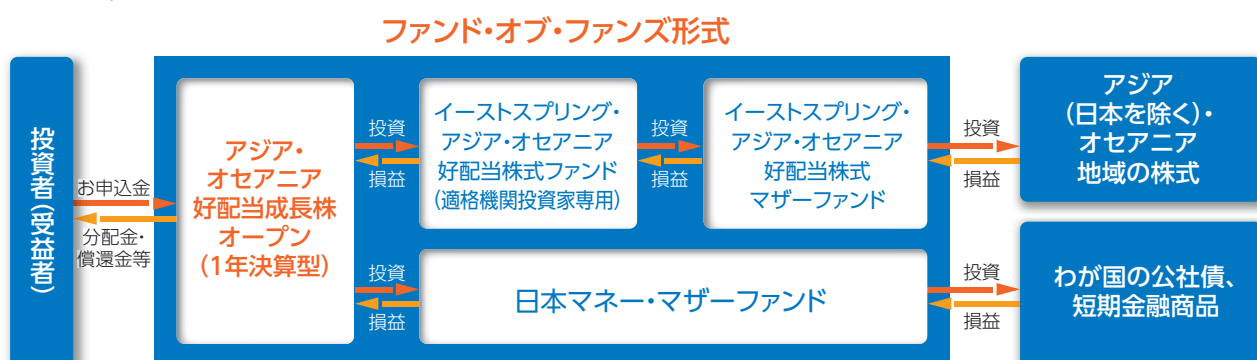 ファンド・オブ・ファンズ形式
投資者(受益者)
お申込金
分配金・
償還金等
アジア・
オセアニア
好配当成長株
オープン
(1年決算型)
投資
損益
イーストスプリング・
アジア・オセアニア
好配当株式ファンド
(適格機関投資家専用)
投資
損益
イーストスプリング・
アジア・オセアニア
好配当株式
マザーファンド
投資
損益
アジア
(日本を除く)・
オセアニア
地域の株式
投資
損益
日本マネー・マザーファンド
投資
損益
わが国の公社債、
短期金融商品